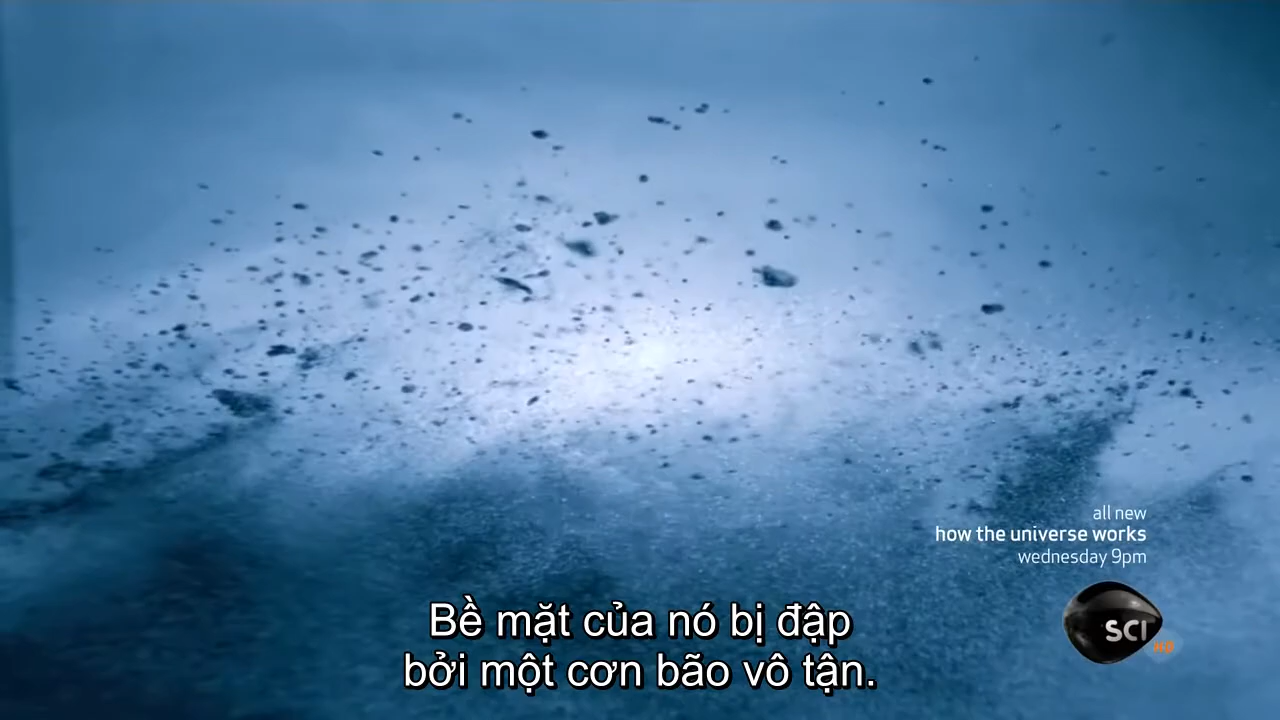 all new
how the universe works
wednesday 9pm
SCI
HD
Bề mặt của nó bị đập
bởi một cơn bão vô tận.